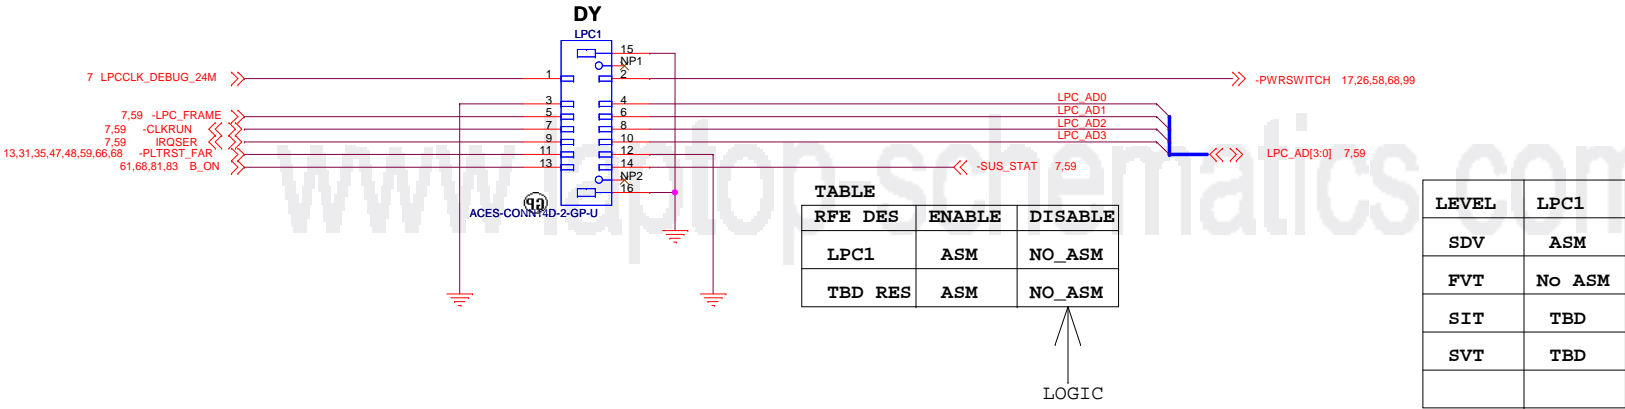 DY
LPC1
15
NP1
7 LPCCLK_DEBUG_24M 1 2 -PWRSWITCH 17,26,58,68,99
3 4 LPC_AD0
7,59 -LPC_FRAME 5 6 LPC_AD1
7,59 -CLKRUN 7 8 LPC_AD2
7,59 IRQSER 9 10 LPC_AD3
13,31,35,47,48,59,66,68 -PLTRST_FAR 11 12 LPC_AD[3:0] 7,59
61,68,81,83 B_ON 13 14 -SUS_STAT 7,59
NP2
16
ACES-CONN14D-2-GP-U
www.laptop-schematics.com
TABLE
RFE DES ENABLE DISABLE
LPC1 ASM NO_ASM
TBD RES ASM NO_ASM
LOGIC
LEVEL LPC1
SDV ASM
FVT No ASM
SIT TBD
SVT TBD